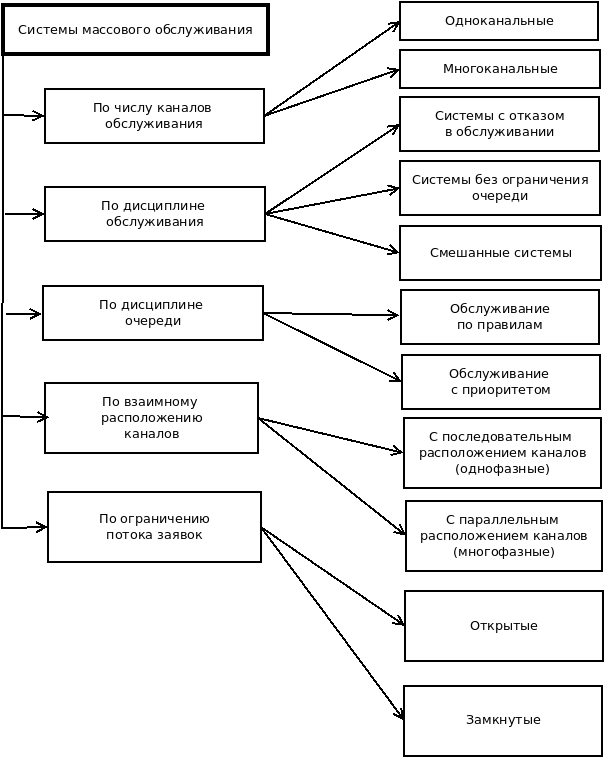 Системы массового обслуживания
По числу каналов
обслуживания
Одноканальные
Многоканальные
По дисциплине
обслуживания
Системы с отказом
в обслуживании
Системы без ограничения
очереди
Смешанные системы
По дисциплине
очереди
Обслуживание
по правилам
Обслуживание
с приоритетом
По взаимному
расположению
каналов
С последовательным
расположением каналов
(однофазные)
С параллельным
расположением каналов
(многофазные)
По ограничению
потока заявок
Открытые
Замкнутые